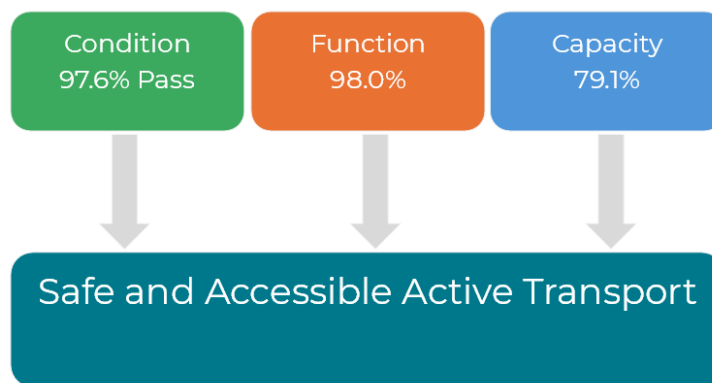 Condition
97.6% Pass
Function
98.0%
Capacity
79.1%
Safe and Accessible Active Transport